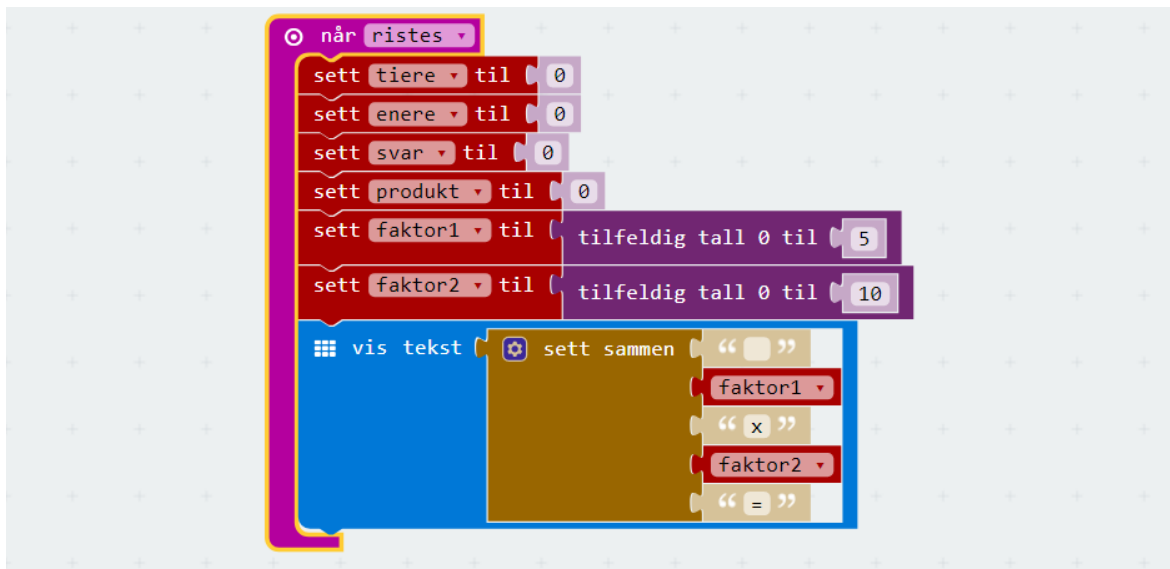 når ristes
sett tiere til 0
sett enere til 0
sett svar til 0
sett produkt til 0
sett faktor1 til tilfeldig tall 0 til 5
sett faktor2 til tilfeldig tall 0 til 10
vis tekst sett sammen “ ”
faktor1
“ x ”
faktor2
“ = ”